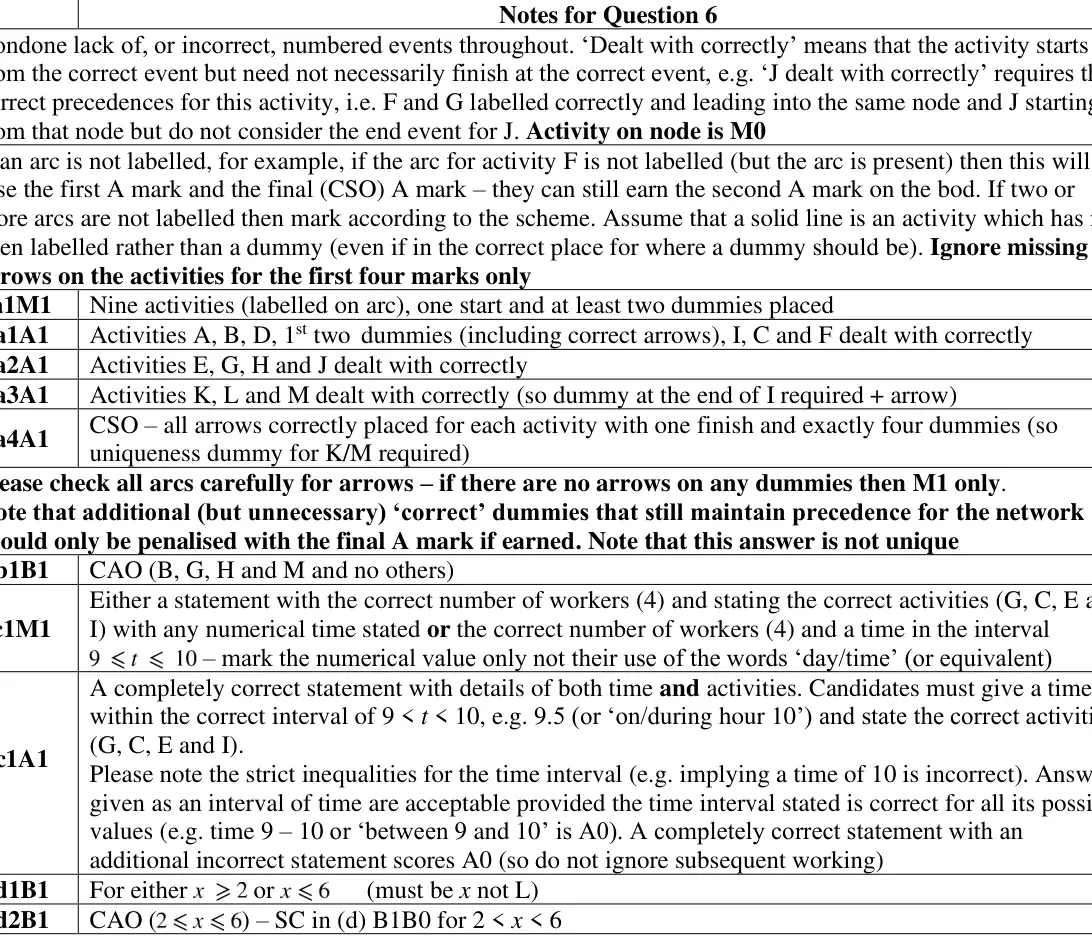 Notes for Question 6
ondone lack of, or incorrect, numbered events throughout. ‘Dealt with correctly’ means that the activity starts
om the correct event but need not necessarily finish at the correct event, e.g. ‘J dealt with correctly’ requires th
rrect precedences for this activity, i.e. F and G labelled correctly and leading into the same node and J starting
om that node but do not consider the end event for J. Activity on node is M0
an arc is not labelled, for example, if the arc for activity F is not labelled (but the arc is present) then this will
se the first A mark and the final (CSO) A mark – they can still earn the second A mark on the bod. If two or
ore arcs are not labelled then mark according to the scheme. Assume that a solid line is an activity which has
en labelled rather than a dummy (even if in the correct place for where a dummy should be). Ignore missing
rrows on the activities for the first four marks only
a1M1 Nine activities (labelled on arc), one start and at least two dummies placed
a1A1 Activities A, B, D, 1st two dummies (including correct arrows), I, C and F dealt with correctly
a2A1 Activities E, G, H and J dealt with correctly
a3A1 Activities K, L and M dealt with correctly (so dummy at the end of I required + arrow)
a4A1 CSO – all arrows correctly placed for each activity with one finish and exactly four dummies (so
uniqueness dummy for K/M required)
ease check all arcs carefully for arrows – if there are no arrows on any dummies then M1 only.
ote that additional (but unnecessary) ‘correct’ dummies that still maintain precedence for the network
ould only be penalised with the final A mark if earned. Note that this answer is not unique
b1B1 CAO (B, G, H and M and no others)
Either a statement with the correct number of workers (4) and stating the correct activities (G, C, E a
c1M1 I) with any numerical time stated or the correct number of workers (4) and a time in the interval
9 ⩽ t ⩽ 10 – mark the numerical value only not their use of the words ‘day/time’ (or equivalent)
A completely correct statement with details of both time and activities. Candidates must give a time
within the correct interval of 9 < t < 10, e.g. 9.5 (or ‘on/during hour 10’) and state the correct activiti
(G, C, E and I).
c1A1 Please note the strict inequalities for the time interval (e.g. implying a time of 10 is incorrect). Answ
given as an interval of time are acceptable provided the time interval stated is correct for all its possi
values (e.g. time 9 – 10 or ‘between 9 and 10’ is A0). A completely correct statement with an
additional incorrect statement scores A0 (so do not ignore subsequent working)
d1B1 For either x ⩾ 2 or x ⩽ 6 (must be x not L)
d2B1 CAO (2 ⩽ x ⩽ 6) – SC in (d) B1B0 for 2 < x < 6